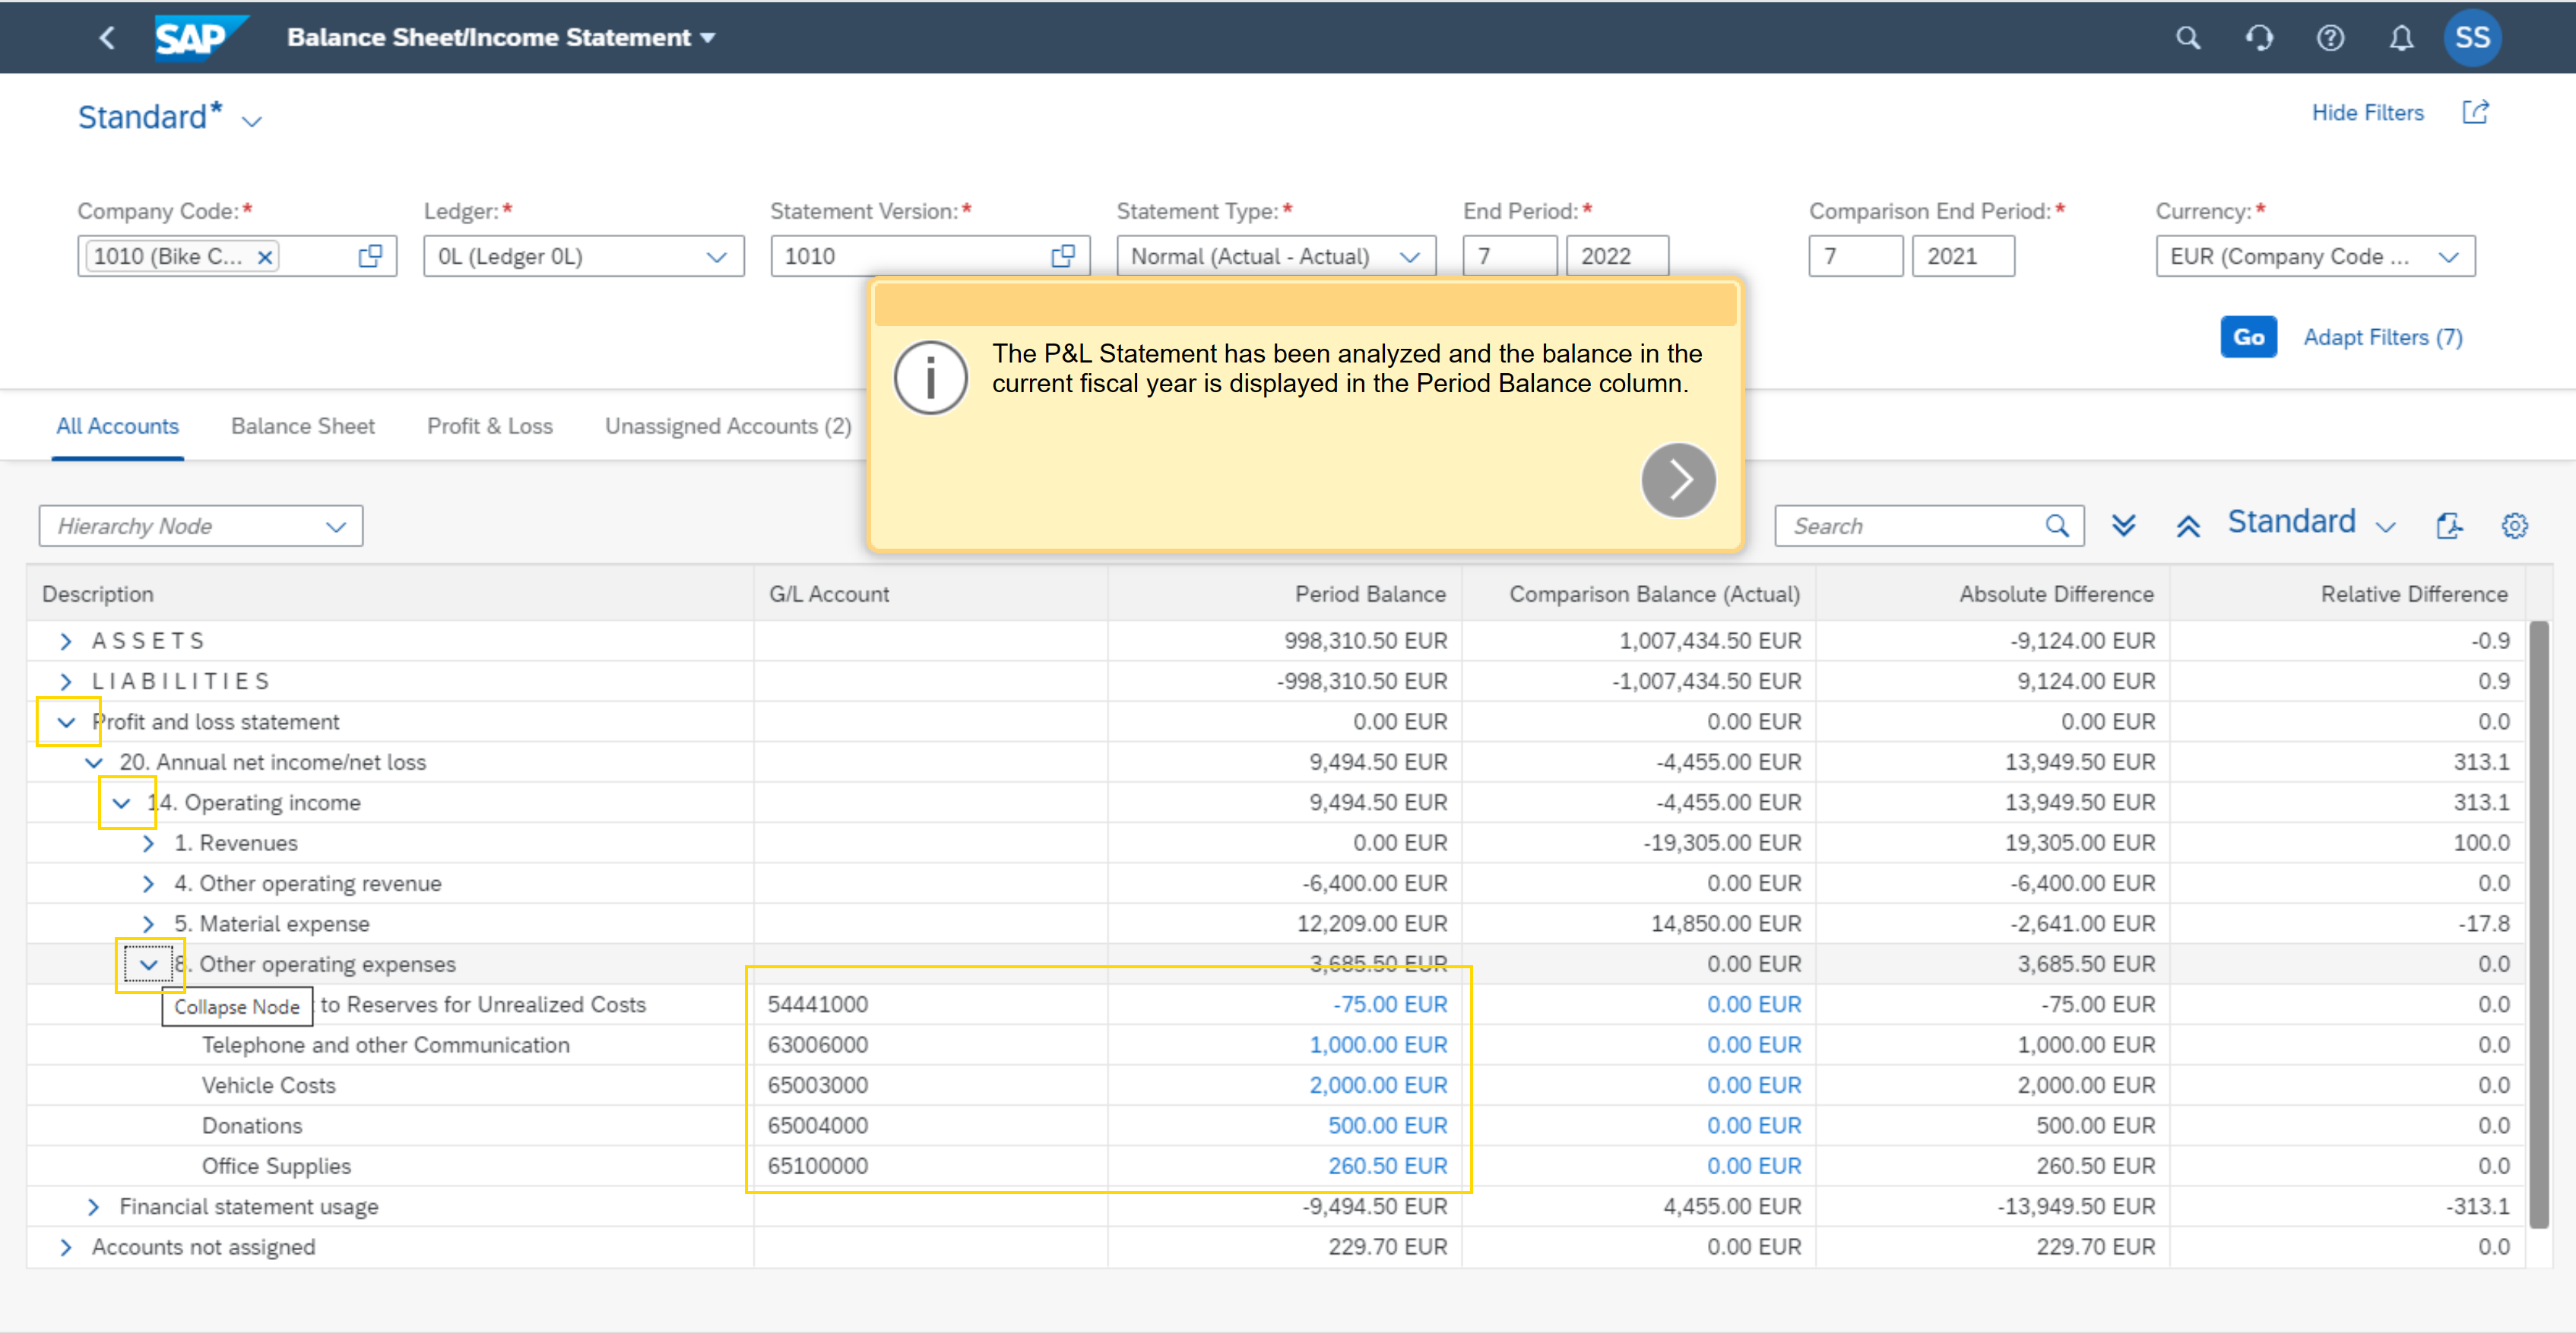 SAP Balance Sheet/Income Statement SS
Standard* Hide Filters
Company Code:* Ledger:* Statement Version:* Statement Type:* End Period:* Comparison End Period:* Currency:*
1010 (Bike C... 0L (Ledger 0L) 1010 Normal (Actual - Actual) 7 2022 7 2021 EUR (Company Code ...
Go Adapt Filters (7)
The P&L Statement has been analyzed and the balance in the
current fiscal year is displayed in the Period Balance column.
All Accounts Balance Sheet Profit & Loss Unassigned Accounts (2)
Hierarchy Node Search Standard
Description G/L Account Period Balance Comparison Balance (Actual) Absolute Difference Relative Difference
A S S E T S 998,310.50 EUR 1,007,434.50 EUR -9,124.00 EUR -0.9
L I A B I L I T I E S -998,310.50 EUR -1,007,434.50 EUR 9,124.00 EUR 0.9
Profit and loss statement 0.00 EUR 0.00 EUR 0.00 EUR 0.0
20. Annual net income/net loss 9,494.50 EUR -4,455.00 EUR 13,949.50 EUR 313.1
14. Operating income 9,494.50 EUR -4,455.00 EUR 13,949.50 EUR 313.1
1. Revenues 0.00 EUR -19,305.00 EUR 19,305.00 EUR 100.0
4. Other operating revenue -6,400.00 EUR 0.00 EUR -6,400.00 EUR 0.0
5. Material expense 12,209.00 EUR 14,850.00 EUR -2,641.00 EUR -17.8
8. Other operating expenses 3,685.50 EUR 0.00 EUR 3,685.50 EUR 0.0
Collapse Node to Reserves for Unrealized Costs 54441000 -75.00 EUR 0.00 EUR -75.00 EUR 0.0
Telephone and other Communication 63006000 1,000.00 EUR 0.00 EUR 1,000.00 EUR 0.0
Vehicle Costs 65003000 2,000.00 EUR 0.00 EUR 2,000.00 EUR 0.0
Donations 65004000 500.00 EUR 0.00 EUR 500.00 EUR 0.0
Office Supplies 65100000 260.50 EUR 0.00 EUR 260.50 EUR 0.0
Financial statement usage -9,494.50 EUR 4,455.00 EUR -13,949.50 EUR -313.1
Accounts not assigned 229.70 EUR 0.00 EUR 229.70 EUR 0.0